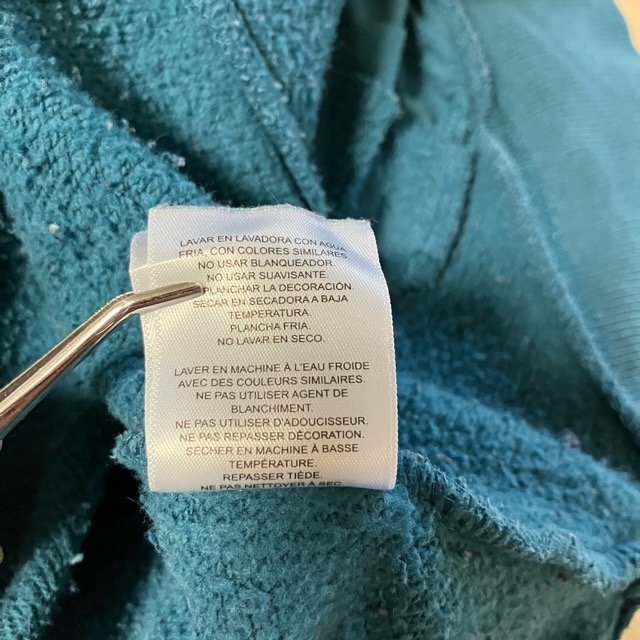 LAVAR EN LAVADORA CON AGUA
FRIA, CON COLORES SIMILARES
NO USAR BLANQUEADOR
NO USAR SUAVISANTE.
PLANCHAR LA DECORACIÓN.
SECAR EN SECADORA A BAJA
TEMPERATURA.
PLANCHA FRIA.
NO LAVAR EN SECO.
LAVER EN MACHINE À L'EAU FROIDE
AVEC DES COULEURS SIMILAIRES.
NE PAS UTILISER AGENT DE
BLANCHIMENT.
NE PAS UTILISER D'ADOUCISSEUR.
NE PAS REPASSER DÉCORATION.
SÉCHER EN MACHINE À BASSE
TEMPÉRATURE.
REPASSER TIÈDE.
NE PAS NETTOYER À SEC